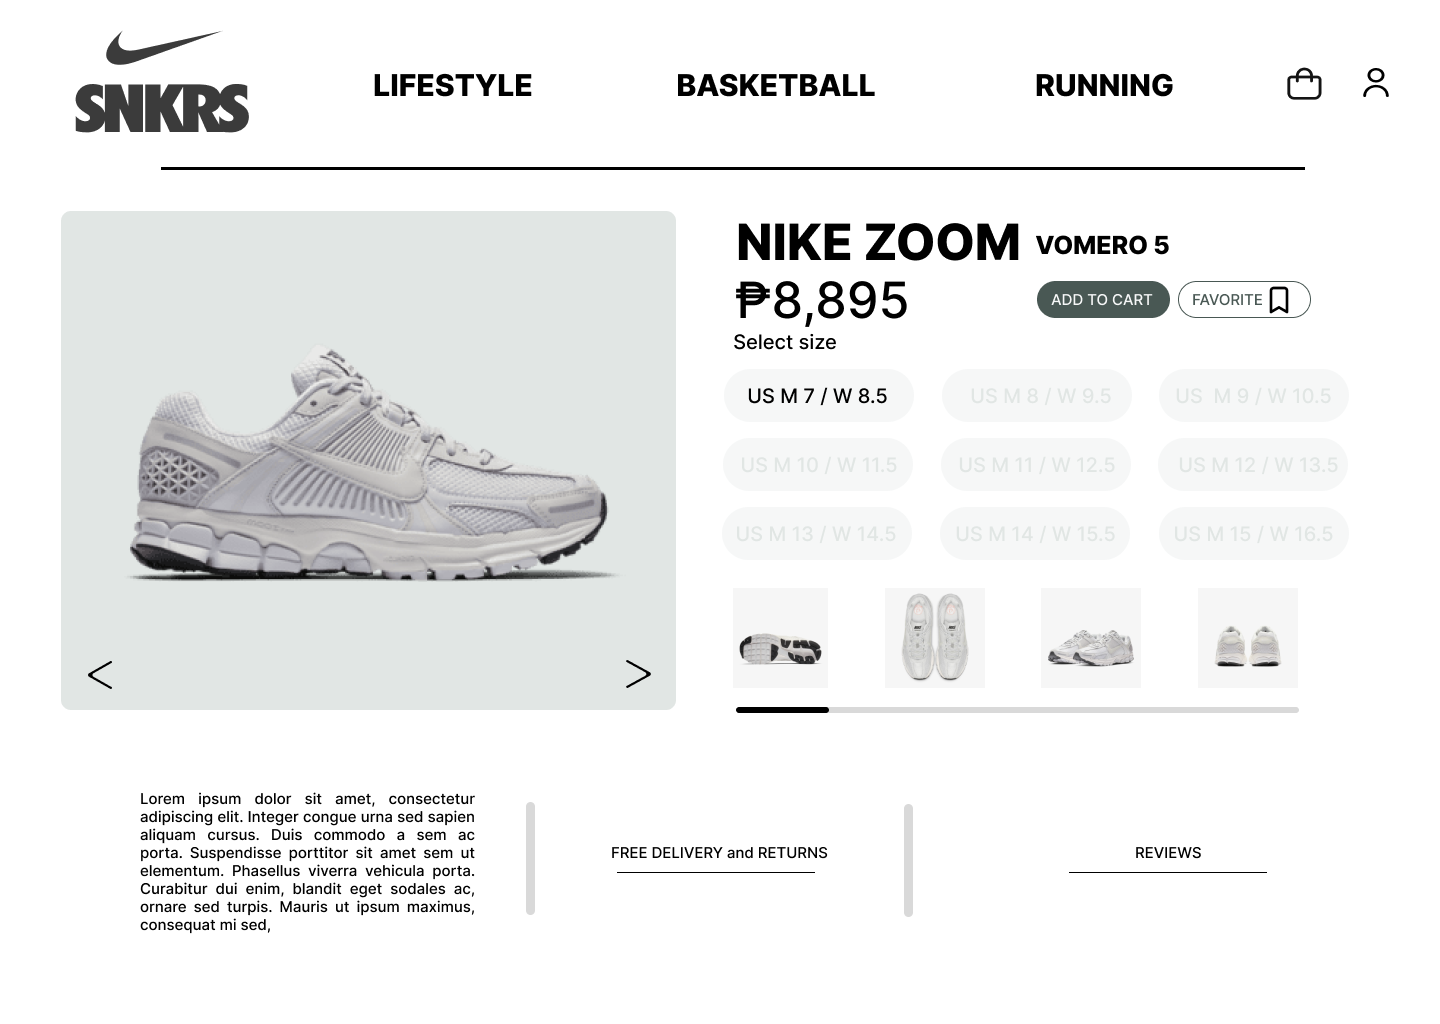 SNKRS
LIFESTYLE
BASKETBALL
RUNNING
NIKE ZOOM VOMERO 5
₱8,895
ADD TO CART
FAVORITE
Select size
US M 7 / W 8.5
US M 8 / W 9.5
US  M 9 / W 10.5
US M 10 / W 11.5
US M 11 / W 12.5
US M 12 / W 13.5
US M 13 / W 14.5
US M 14 / W 15.5
US M 15 / W 16.5
<
>
Lorem ipsum dolor sit amet, consectetur
adipiscing elit. Integer congue urna sed sapien
aliquam cursus. Duis commodo a sem ac
porta. Suspendisse porttitor sit amet sem ut
elementum. Phasellus viverra vehicula porta.
Curabitur dui enim, blandit eget sodales ac,
ornare sed turpis. Mauris ut ipsum maximus,
consequat mi sed,
FREE DELIVERY and RETURNS
REVIEWS